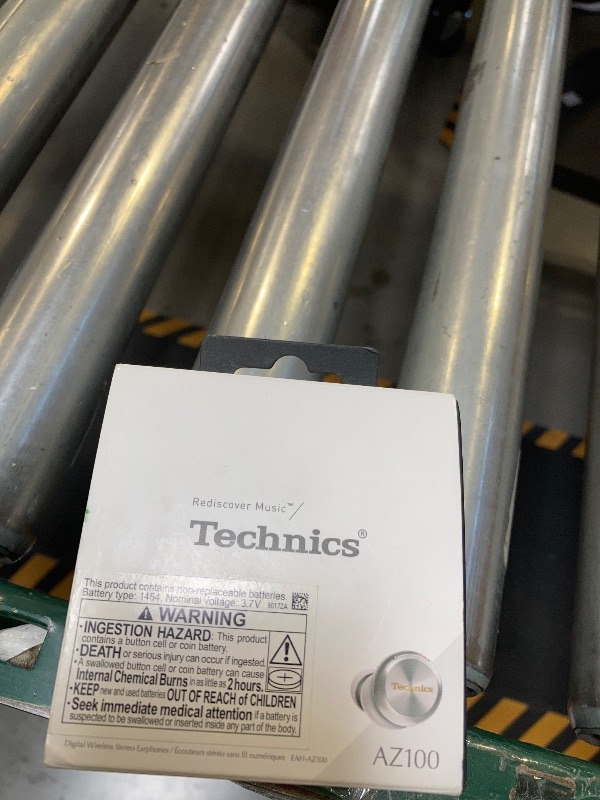 Rediscover Music™
Technics®
This product contains non-replaceable batteries.
Battery type: 1454. Nominal voltage: 3.7V 3017ZA
WARNING
•INGESTION HAZARD: This product
contains a button cell or coin battery.
•DEATH or serious injury can occur if ingested.
•A swallowed button cell or coin battery can cause
Internal Chemical Burns in as little as 2 hours.
•KEEP new and used batteries OUT OF REACH of CHILDREN
•Seek immediate medical attention if a battery is
suspected to be swallowed or inserted inside any part of the body.
Technics
Digital Wireless Stereo Earphones / Écouteurs stéréo sans fil numériques EAH-AZ100
AZ100